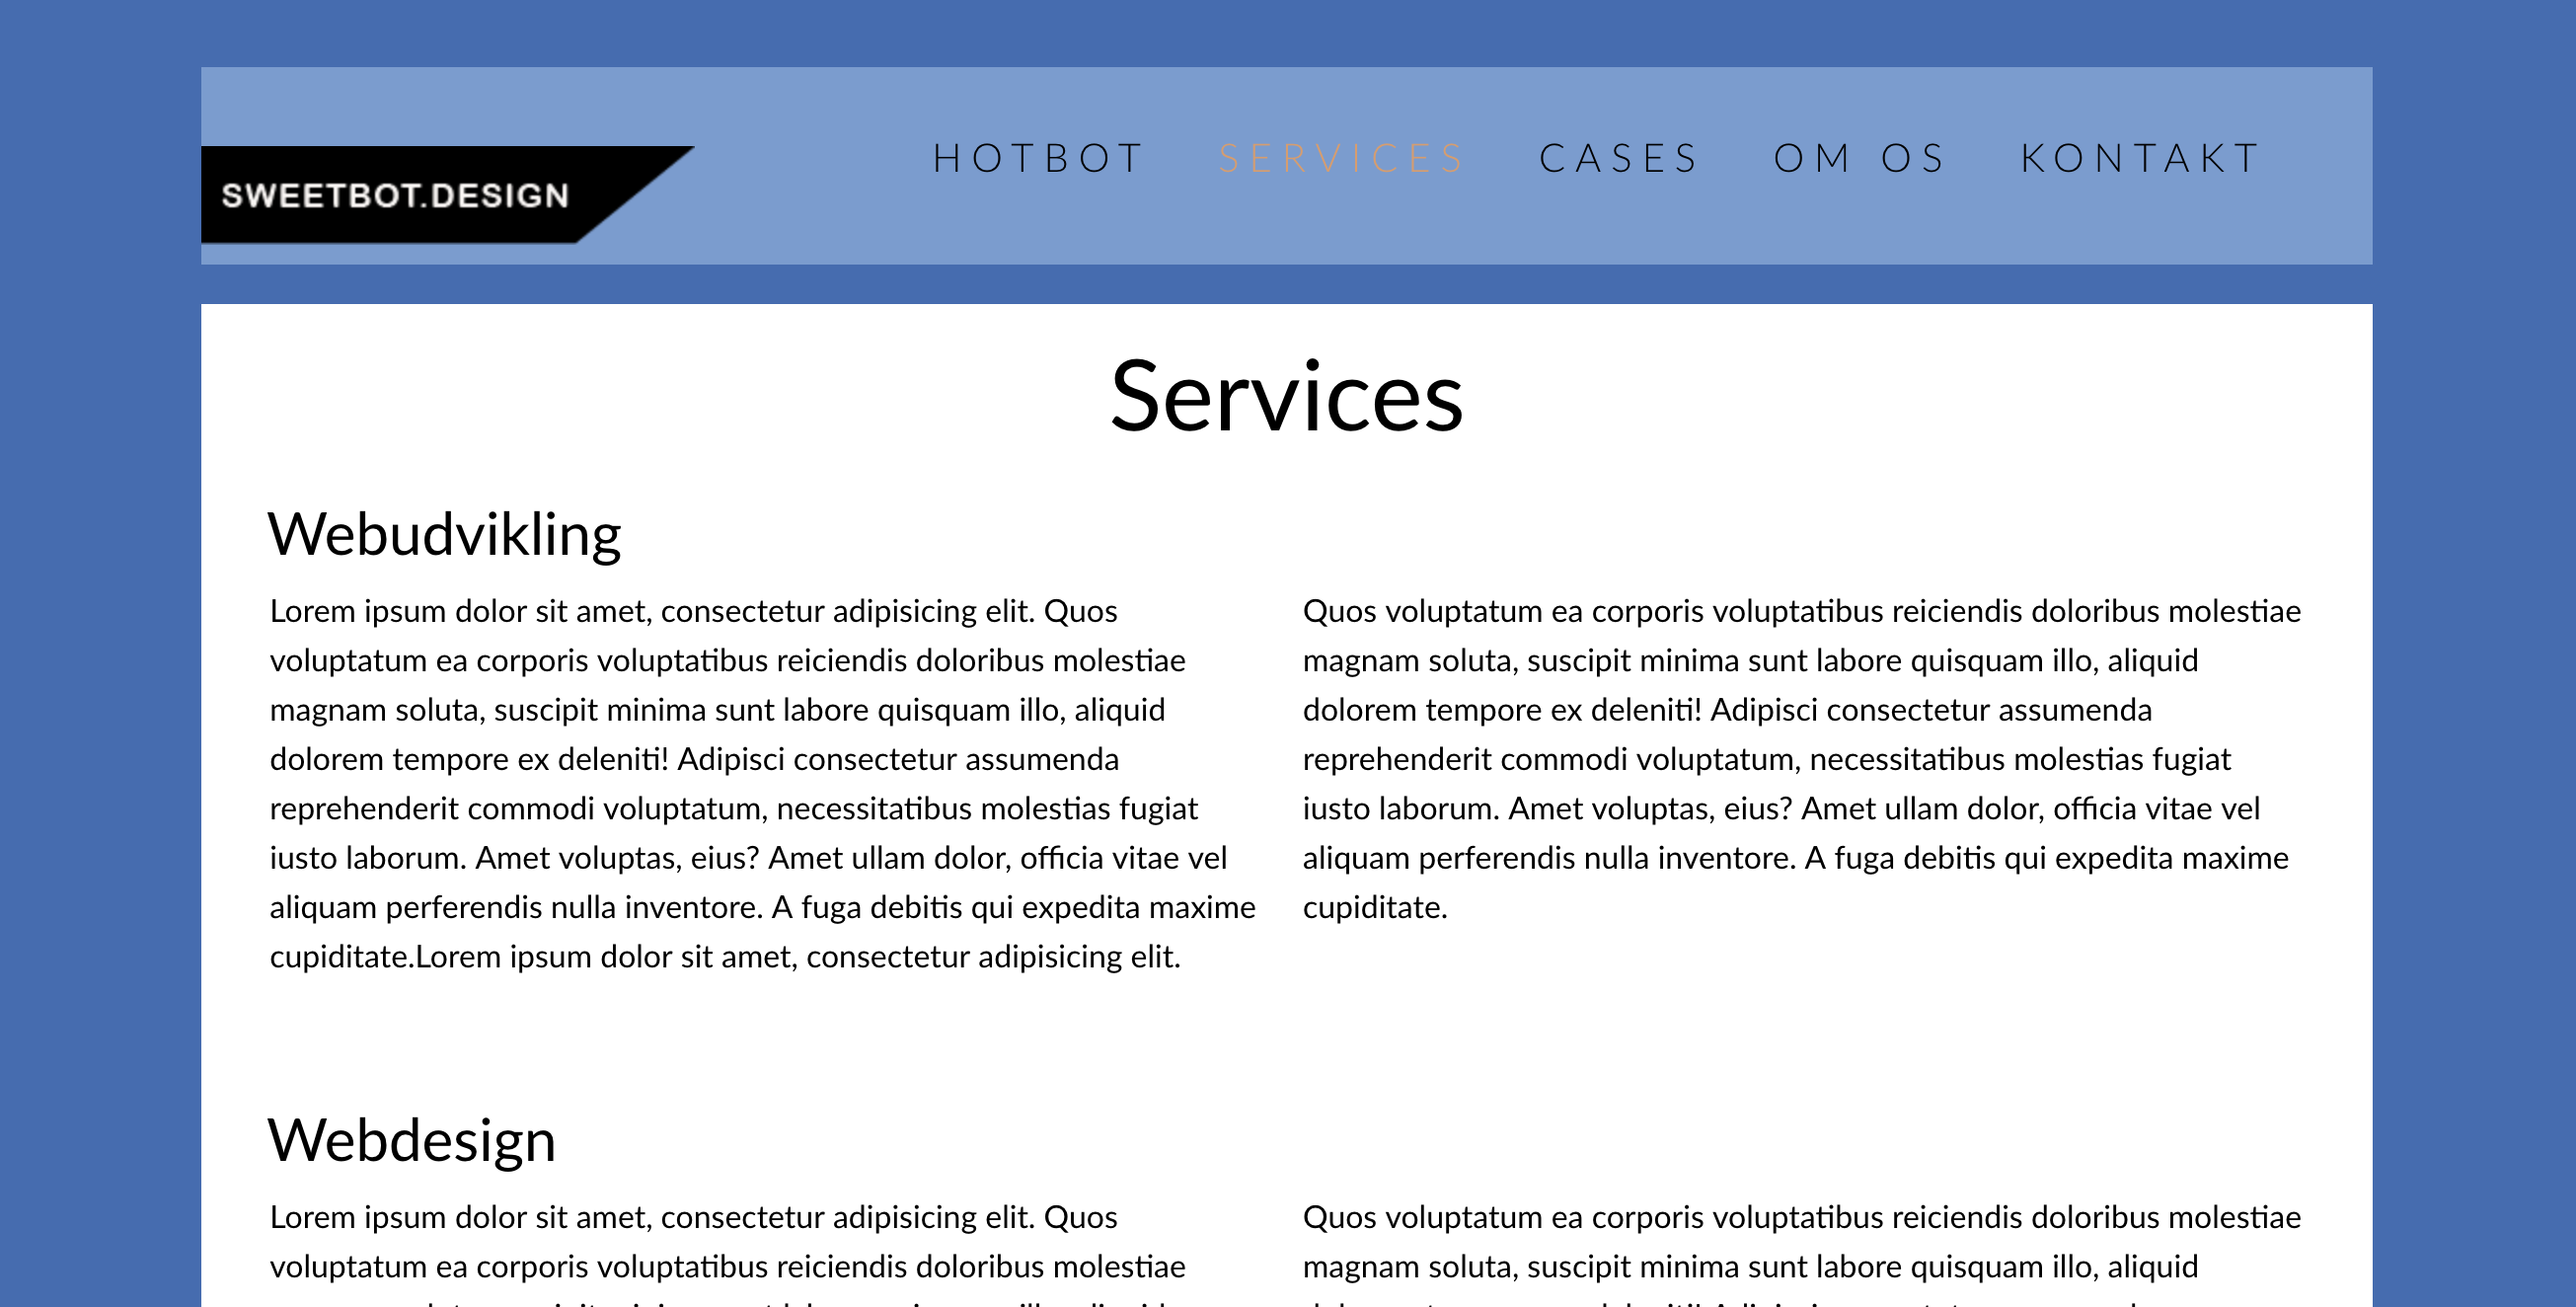 SWEETBOT.DESIGN
HOTBOT SERVICES CASES OM OS KONTAKT
Services
Webudvikling
Lorem ipsum dolor sit amet, consectetur adipisicing elit. Quos
voluptatum ea corporis voluptatibus reiciendis doloribus molestiae
magnam soluta, suscipit minima sunt labore quisquam illo, aliquid
dolorem tempore ex deleniti! Adipisci consectetur assumenda
reprehenderit commodi voluptatum, necessitatibus molestias fugiat
iusto laborum. Amet voluptas, eius? Amet ullam dolor, officia vitae vel
aliquam perferendis nulla inventore. A fuga debitis qui expedita maxime
cupiditate.Lorem ipsum dolor sit amet, consectetur adipisicing elit.
Quos voluptatum ea corporis voluptatibus reiciendis doloribus molestiae
magnam soluta, suscipit minima sunt labore quisquam illo, aliquid
dolorem tempore ex deleniti! Adipisci consectetur assumenda
reprehenderit commodi voluptatum, necessitatibus molestias fugiat
iusto laborum. Amet voluptas, eius? Amet ullam dolor, officia vitae vel
aliquam perferendis nulla inventore. A fuga debitis qui expedita maxime
cupiditate.
Webdesign
Lorem ipsum dolor sit amet, consectetur adipisicing elit. Quos
voluptatum ea corporis voluptatibus reiciendis doloribus molestiae
Quos voluptatum ea corporis voluptatibus reiciendis doloribus molestiae
magnam soluta, suscipit minima sunt labore quisquam illo, aliquid